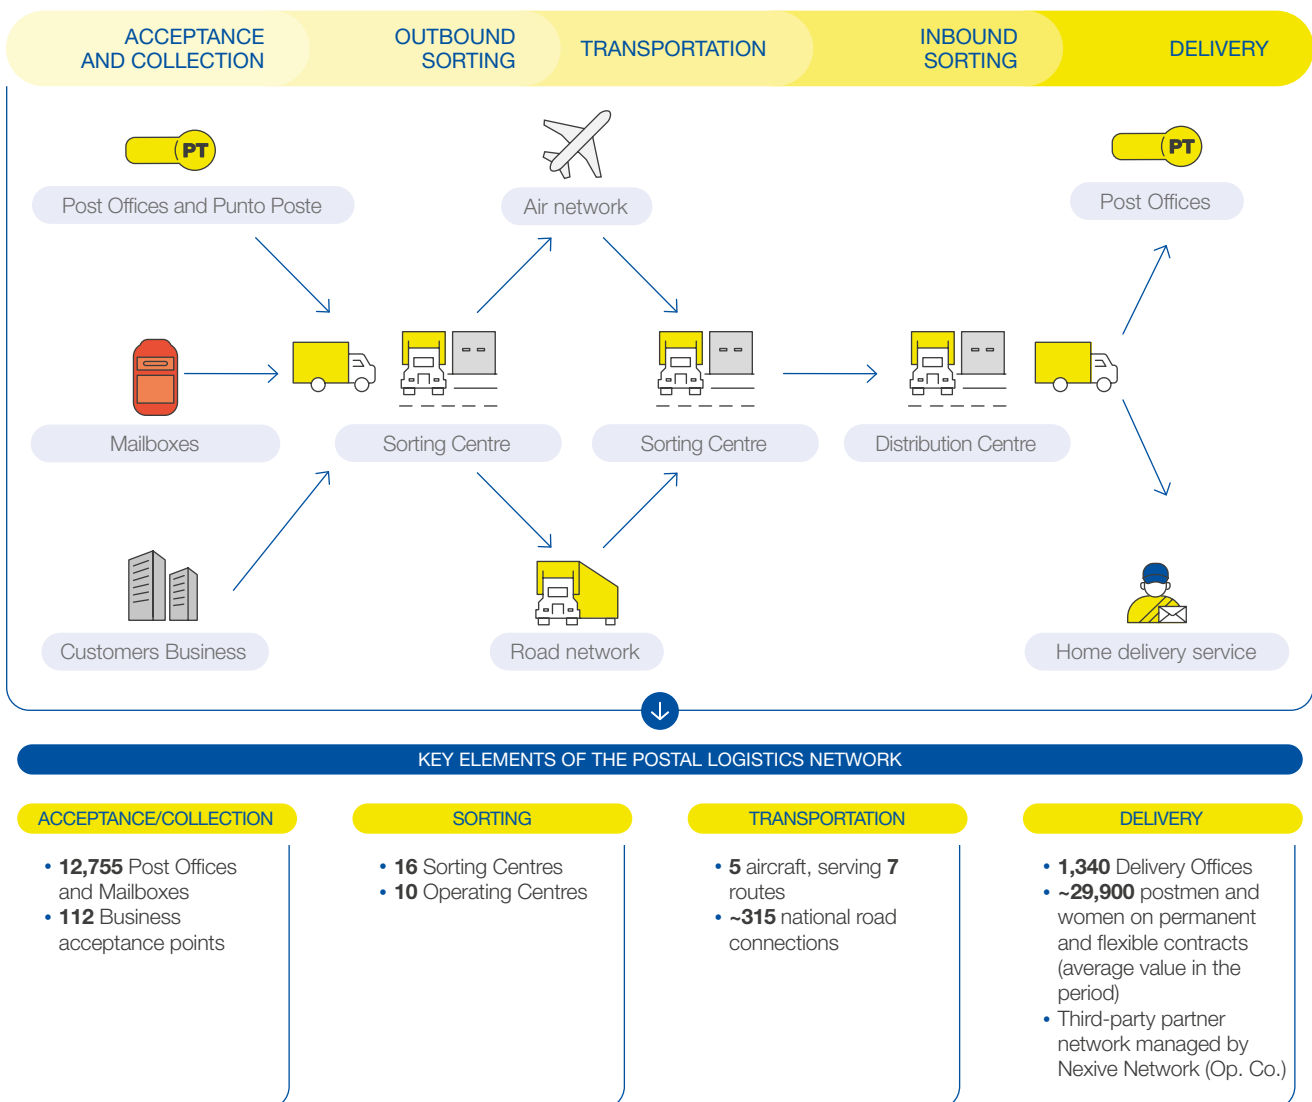 ACCEPTANCE
AND COLLECTION
OUTBOUND
SORTING
TRANSPORTATION
INBOUND
SORTING
DELIVERY
PT
Post Offices and Punto Poste
Air network
PT
Post Offices
Mailboxes
Sorting Centre
Sorting Centre
Distribution Centre
Customers Business
Road network
Home delivery service
KEY ELEMENTS OF THE POSTAL LOGISTICS NETWORK
ACCEPTANCE/COLLECTION
• 12,755 Post Offices
and Mailboxes
• 112 Business
acceptance points
SORTING
• 16 Sorting Centres
• 10 Operating Centres
TRANSPORTATION
• 5 aircraft, serving 7
routes
• ~315 national road
connections
DELIVERY
• 1,340 Delivery Offices
• ~29,900 postmen and
women on permanent
and flexible contracts
(average value in the
period)
• Third-party partner
network managed by
Nexive Network (Op. Co.)